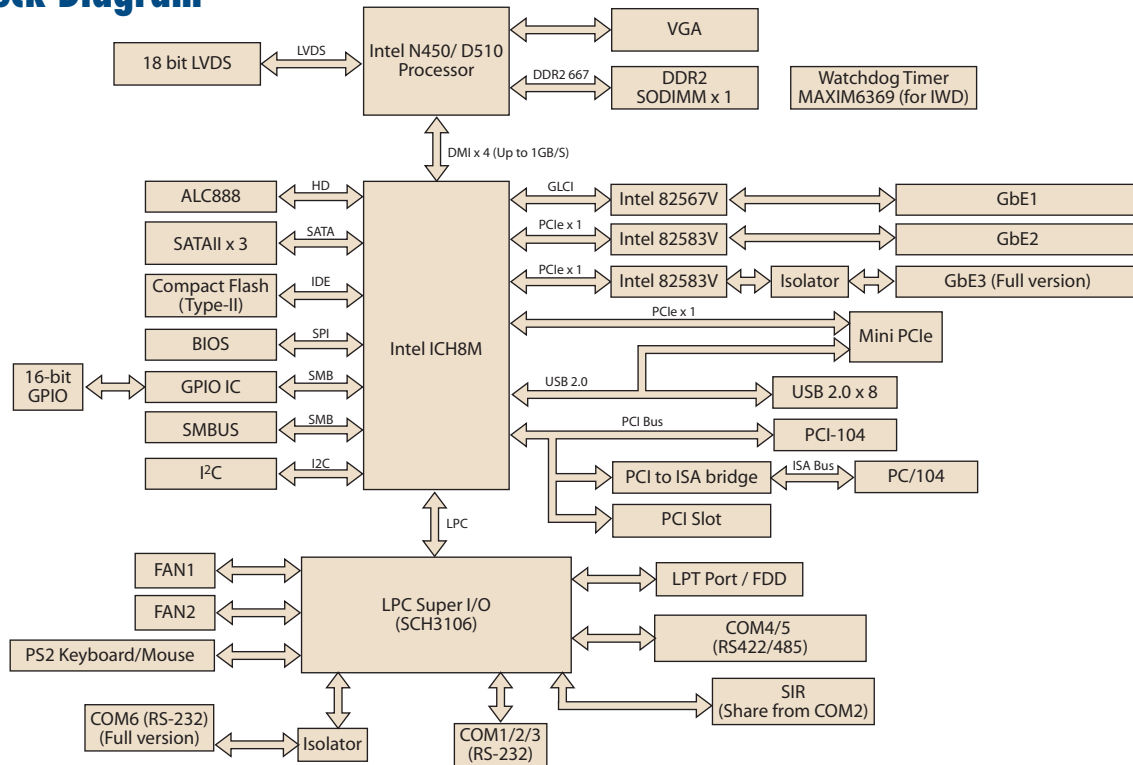 VGA
18 bit LVDS
LVDS
Intel N450/ D510
Processor
DDR2 667
DDR2
SODIMM x 1
Watchdog Timer
MAXIM6369 (for IWD)
DMI x 4 (Up to 1GB/S)
ALC888
HD
GLCI
Intel 82567V
GbE1
SATAII x 3
SATA
PCIe x 1
Intel 82583V
GbE2
Compact Flash
(Type-II)
IDE
PCIe x 1
Intel 82583V
Isolator
GbE3 (Full version)
PCIe x 1
Mini PCIe
BIOS
SPI
Intel ICH8M
16-bit
GPIO
GPIO IC
SMB
USB 2.0
USB 2.0 x 8
SMBUS
SMB
PCI Bus
PCI-104
I²C
I2C
PCI to ISA bridge
ISA Bus
PC/104
PCI Slot
LPC
FAN1
LPC Super I/O
(SCH3106)
LPT Port / FDD
FAN2
COM4/5
(RS422/485)
PS2 Keyboard/Mouse
SIR
(Share from COM2)
COM6 (RS-232)
(Full version)
Isolator
COM1/2/3
(RS-232)